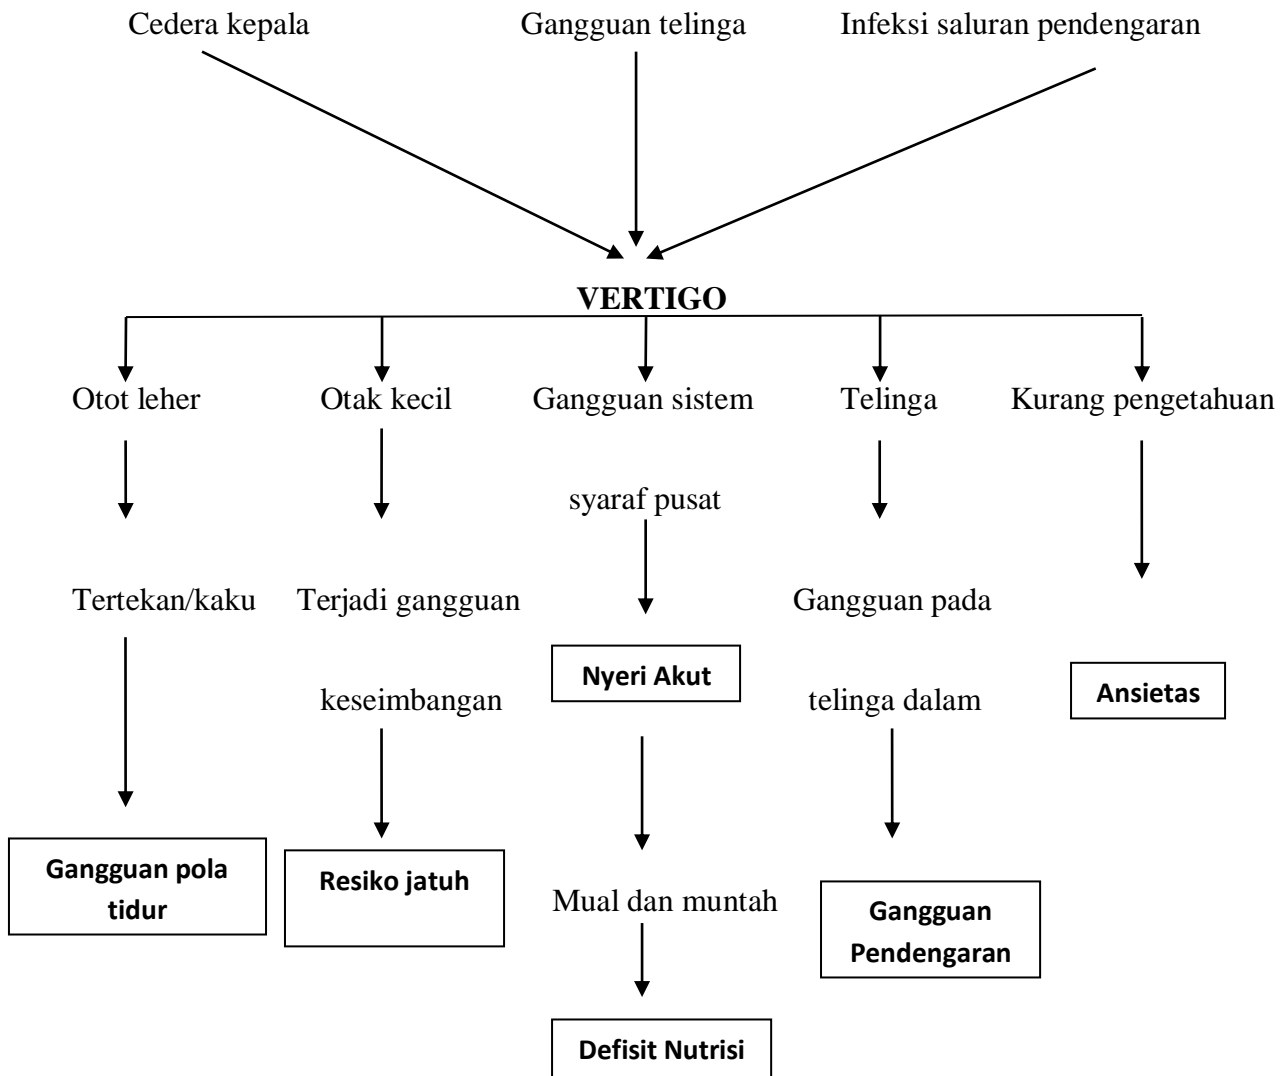 Cedera kepala
Gangguan telinga
Infeksi saluran pendengaran
VERTIGO
Otot leher
Otak kecil
Gangguan sistem
Telinga
Kurang pengetahuan
syaraf pusat
Tertekan/kaku
Terjadi gangguan
Gangguan pada
Nyeri Akut
keseimbangan
telinga dalam
Ansietas
Gangguan pola
tidur
Resiko jatuh
Mual dan muntah
Gangguan
Pendengaran
Defisit Nutrisi